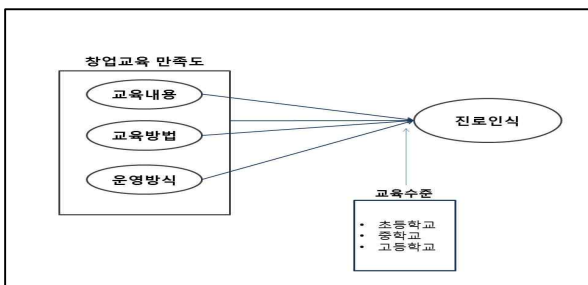 창업교육 만족도
교육내용
교육방법
운영방식
진로인식
교육수준
• 초등학교
• 중학교
• 고등학교